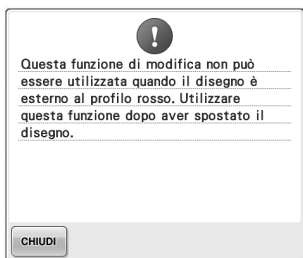 Questa funzione di modifica non può
essere utilizzata quando il disegno è
esterno al profilo rosso. Utilizzare
questa funzione dopo aver spostato il
disegno.
CHIUDI